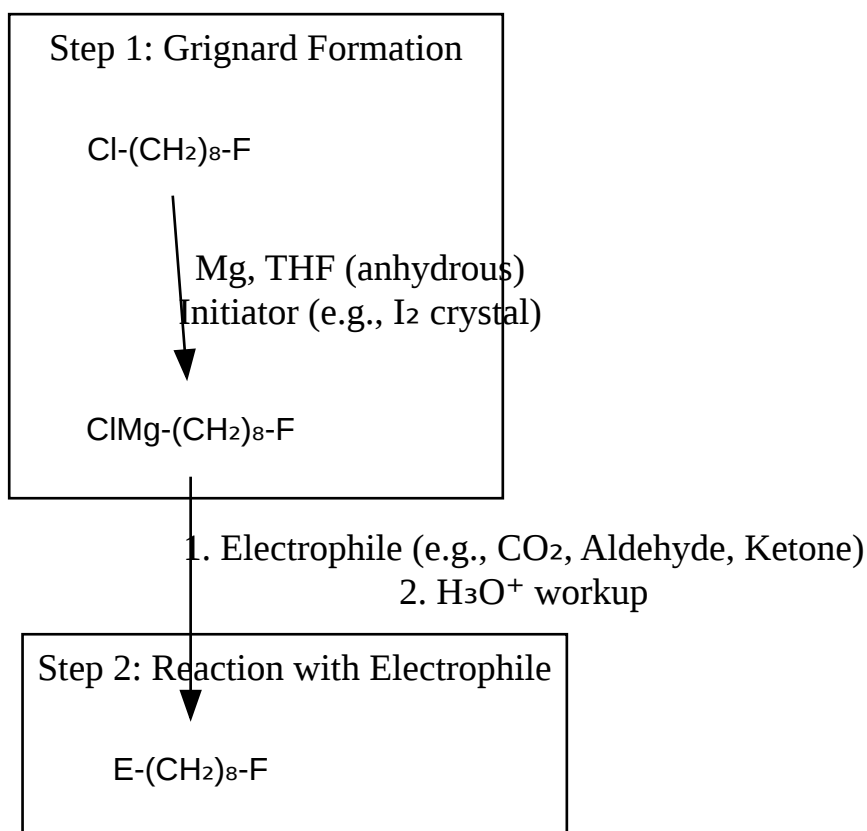 Step 1: Grignard Formation
Cl-(CH₂)₈-F
Mg, THF (anhydrous)
Initiator (e.g., I₂ crystal)
ClMg-(CH₂)₈-F
1. Electrophile (e.g., CO₂, Aldehyde, Ketone)
2. H₃O⁺ workup
Step 2: Reaction with Electrophile
E-(CH₂)₈-F